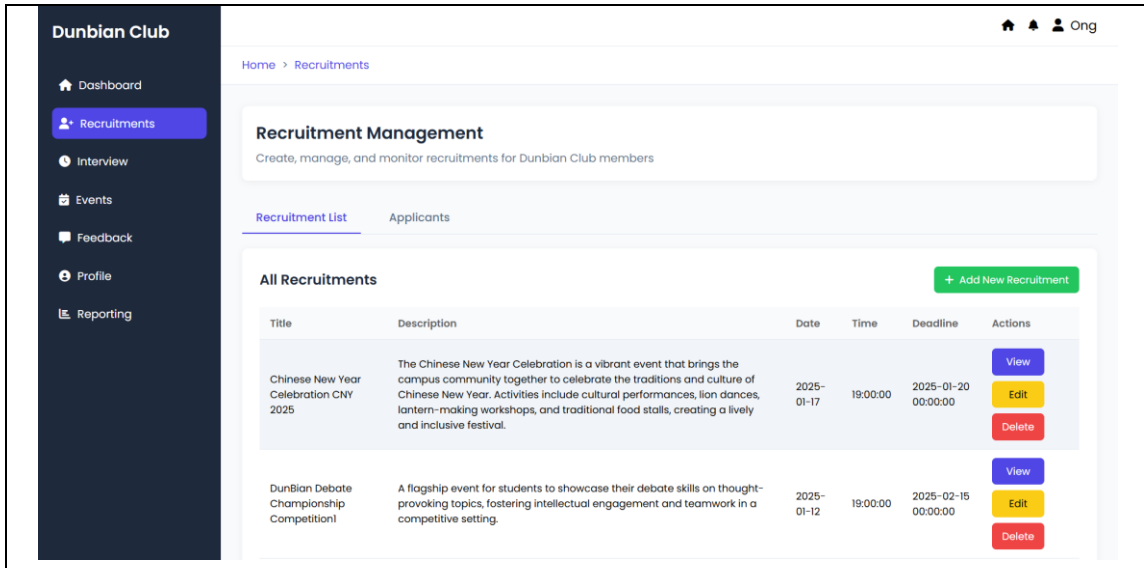 Dunbian Club
Ong
Home > Recruitments
Dashboard
Recruitments
Interview
Events
Feedback
Profile
Reporting
Recruitment Management
Create, manage, and monitor recruitments for Dunbian Club members
Recruitment List
Applicants
All Recruitments
+ Add New Recruitment
Title Description Date Time Deadline Actions
Chinese New Year
Celebration CNY
2025
The Chinese New Year Celebration is a vibrant event that brings the
campus community together to celebrate the traditions and culture of
Chinese New Year. Activities include cultural performances, lion dances,
lantern-making workshops, and traditional food stalls, creating a lively
and inclusive festival.
2025-
01-17
19:00:00
2025-01-20
00:00:00
View
Edit
Delete
DunBian Debate
Championship
Competition1
A flagship event for students to showcase their debate skills on thought-
provoking topics, fostering intellectual engagement and teamwork in a
competitive setting.
2025-
01-12
19:00:00
2025-02-15
00:00:00
View
Edit
Delete